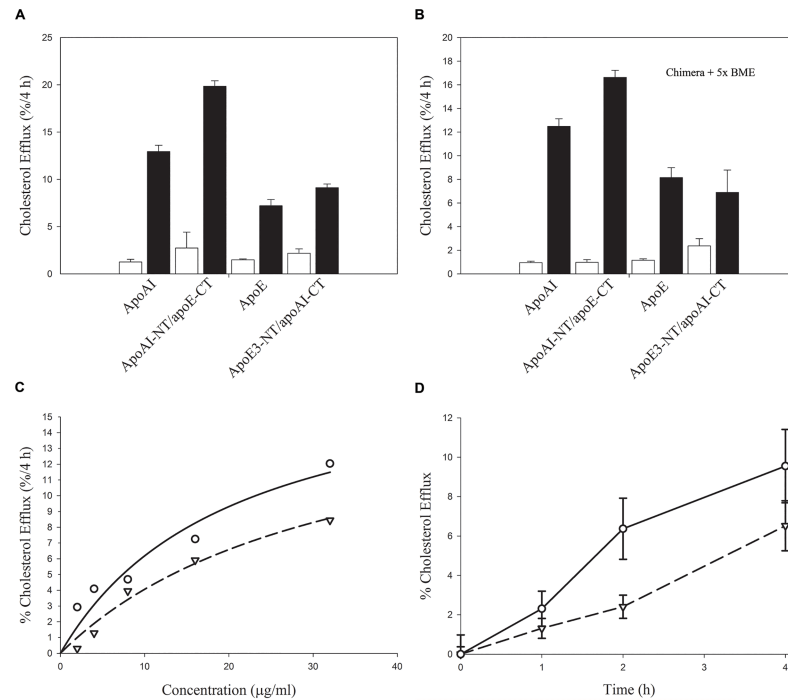 A
Cholesterol Efflux (%/4 h)
25
20
15
10
5
0
ApoAI
ApoAI-NT/apoE-CT
ApoE
ApoE3-NT/apoAI-CT
B
Cholesterol Efflux (%/4 h)
20
18
16
14
12
10
8
6
4
2
0
Chimera + 5x BME
ApoAI
ApoAI-NT/apoE-CT
ApoE
ApoE3-NT/apoAI-CT
C
% Cholesterol Efflux (%/4 h)
15
14
13
12
11
10
9
8
7
6
5
4
3
2
1
0
0 10 20 30 40
Concentration (μg/ml)
D
% Cholesterol Efflux
12
10
8
6
4
2
0
0 1 2 3 4
Time (h)